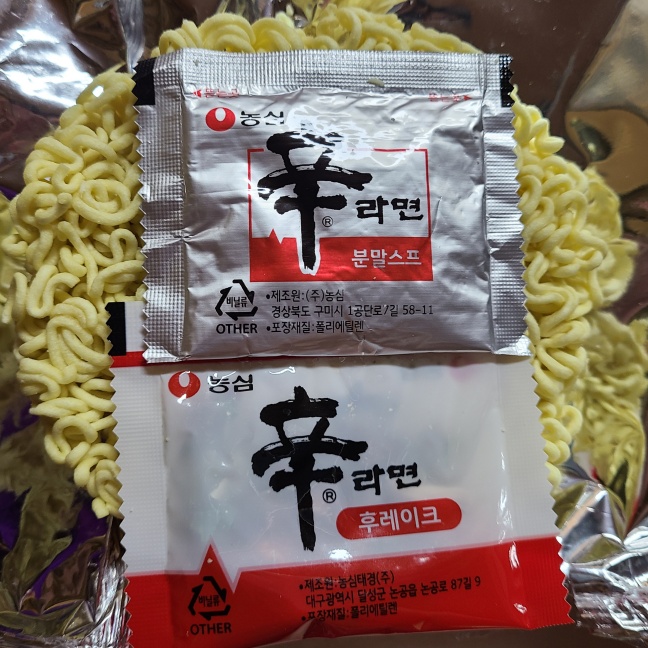 농심
辛라면
®
분말스프
비닐류
OTHER
•제조원:(주)농심
경상북도 구미시 1공단로7길 58-11
•포장재질:폴리에틸렌
농심
辛라면
®
후레이크
비닐류
OTHER
•제조원:농심태경(주)
대구광역시 달성군 논공읍 논공로 87길 9
•포장재질:폴리에틸렌